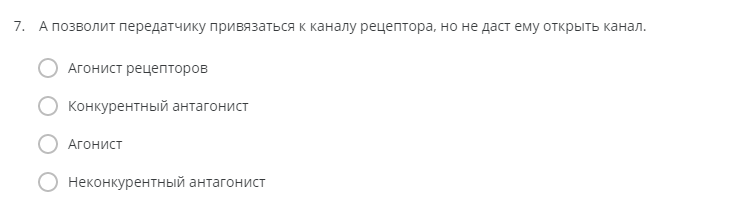 7. А позволит передатчику привязаться к каналу рецептора, но не даст ему открыть канал.
Агонист рецепторов
Конкурентный антагонист
Агонист
Неконкурентный антагонист